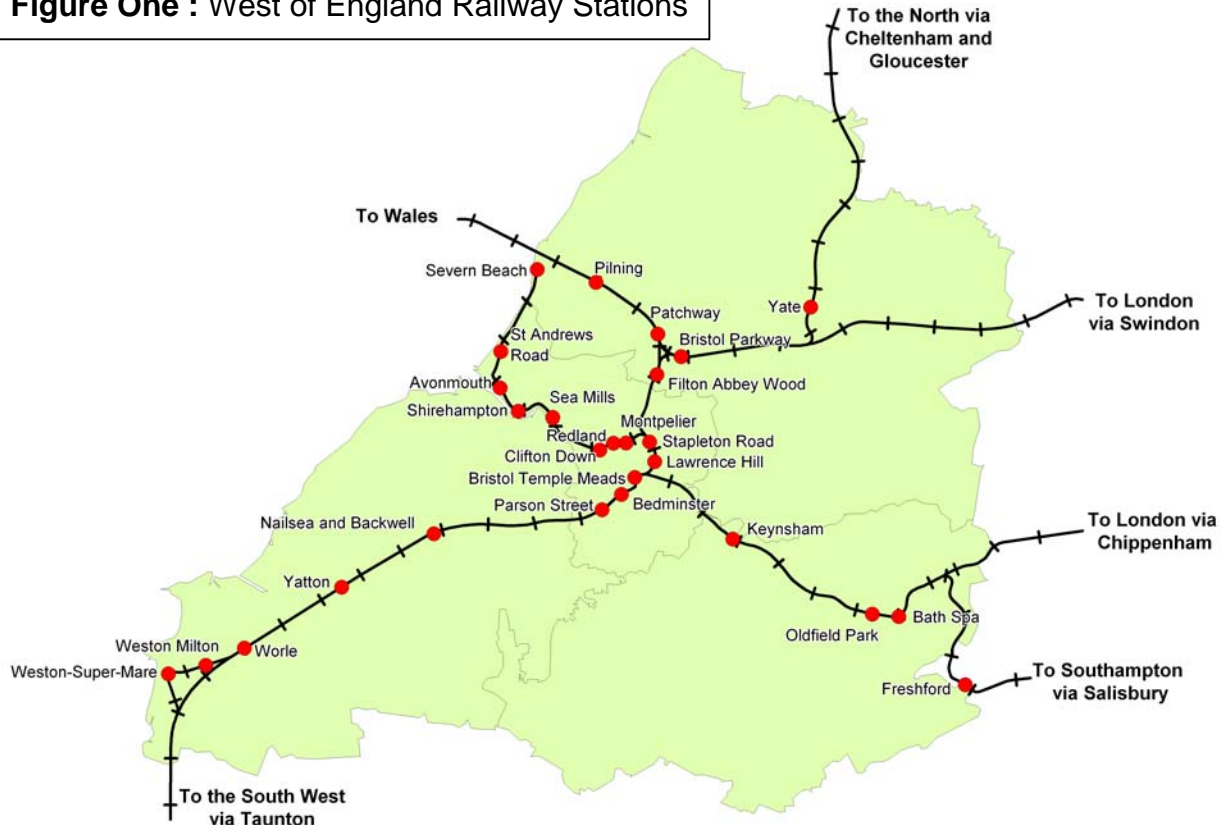 Figure One : West of England Railway Stations
To the North via
Cheltenham and
Gloucester
To Wales
Severn Beach
Pilning
Patchway
Yate
To London
via Swindon
St Andrews
Road
Bristol Parkway
Avonmouth
Filton Abbey Wood
Shirehampton
Sea Mills
Montpelier
Redland
Stapleton Road
Clifton Down
Lawrence Hill
Bristol Temple Meads
Parson Street
Bedminster
Nailsea and Backwell
Keynsham
To London via
Chippenham
Yatton
Oldfield Park
Bath Spa
Weston Milton
Worle
Weston-Super-Mare
Freshford
To Southampton
via Salisbury
To the South West
via Taunton